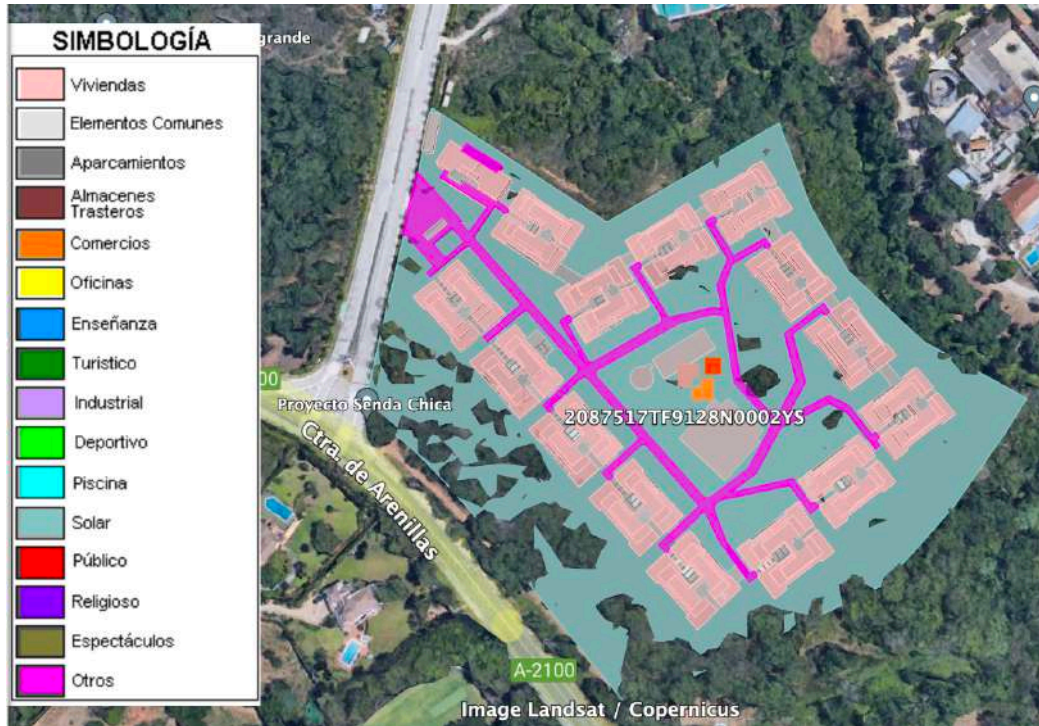 SIMBOLOGÍA
Viviendas
Elementos Comunes
Aparcamientos
Almacenes
Trasteros
Comercios
Oficinas
Enseñanza
Turistico
Industrial
Deportivo
Piscina
Solar
Público
Religioso
Espectáculos
Otros
grande
00
Proyecto Senda Chica
2087517TF9128N0002YS
Ctra. de Arenillas
A-2100
Image Landsat / Copernicus